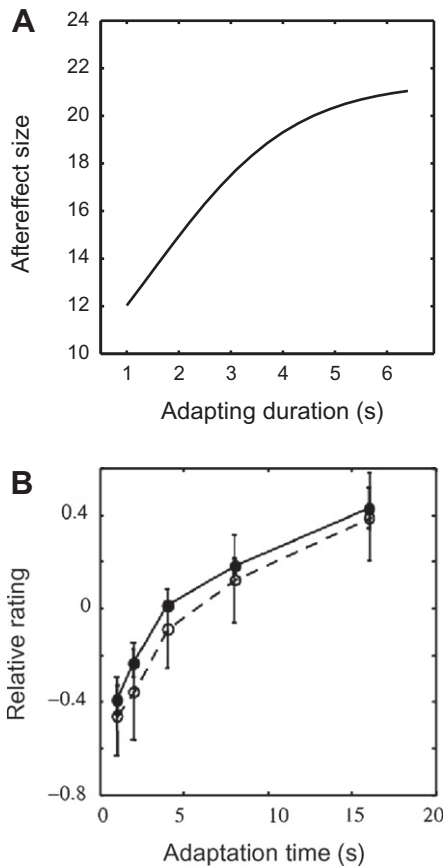 A
24
22
20
18
16
14
12
10
Aftereffect size
1 2 3 4 5 6
Adapting duration (s)
B
0.4
0
−0.4
−0.8
Relative rating
0 5 10 15 20
Adaptation time (s)